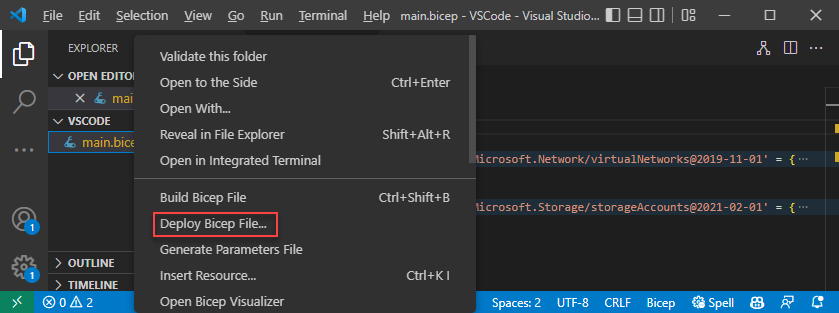 File Edit Selection View Go Run Terminal Help main.bicep - VSCode - Visual Studio...
EXPLORER
OPEN EDITOR
main
VSCODE
main.bicep
OUTLINE
TIMELINE
Validate this folder
Open to the Side Ctrl+Enter
Open With...
Reveal in File Explorer Shift+Alt+R
Open in Integrated Terminal
Build Bicep File Ctrl+Shift+B
Deploy Bicep File...
Generate Parameters File
Insert Resource... Ctrl+K I
Open Bicep Visualizer
Microsoft.Network/virtualNetworks@2019-11-01' = {...
Microsoft.Storage/storageAccounts@2021-02-01' = {...
1
1
0 2 Spaces: 2 UTF-8 CRLF Bicep Spell